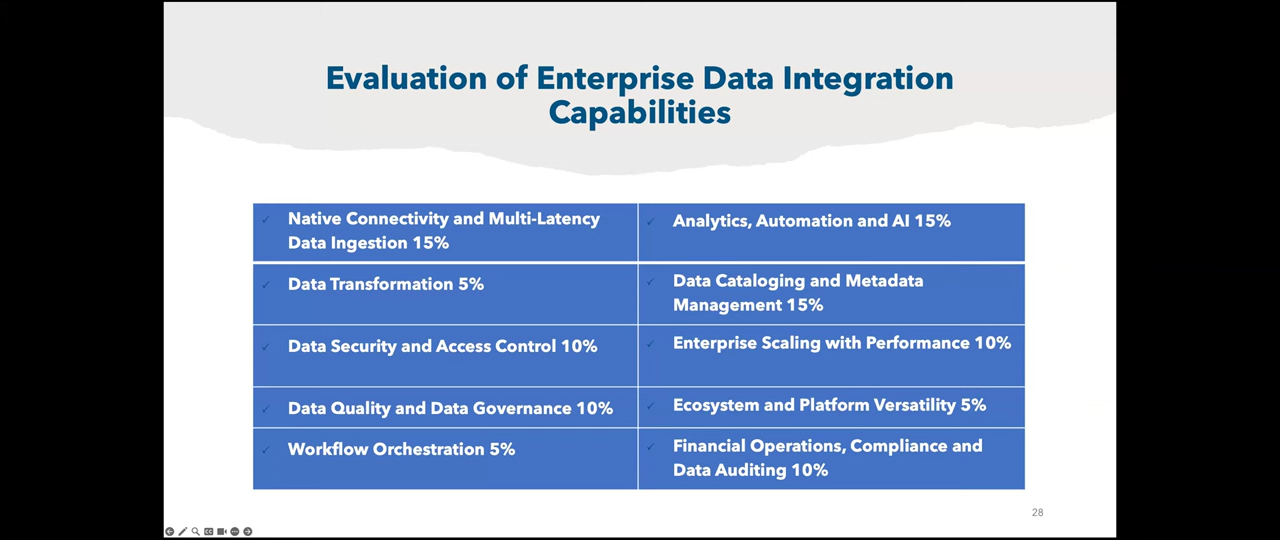 Evaluation of Enterprise Data Integration
Capabilities
Native Connectivity and Multi-Latency
Data Ingestion 15%
Analytics, Automation and AI 15%
Data Transformation 5%
Data Cataloging and Metadata
Management 15%
Data Security and Access Control 10%
Enterprise Scaling with Performance 10%
Data Quality and Data Governance 10%
Ecosystem and Platform Versatility 5%
Workflow Orchestration 5%
Financial Operations, Compliance and
Data Auditing 10%
28